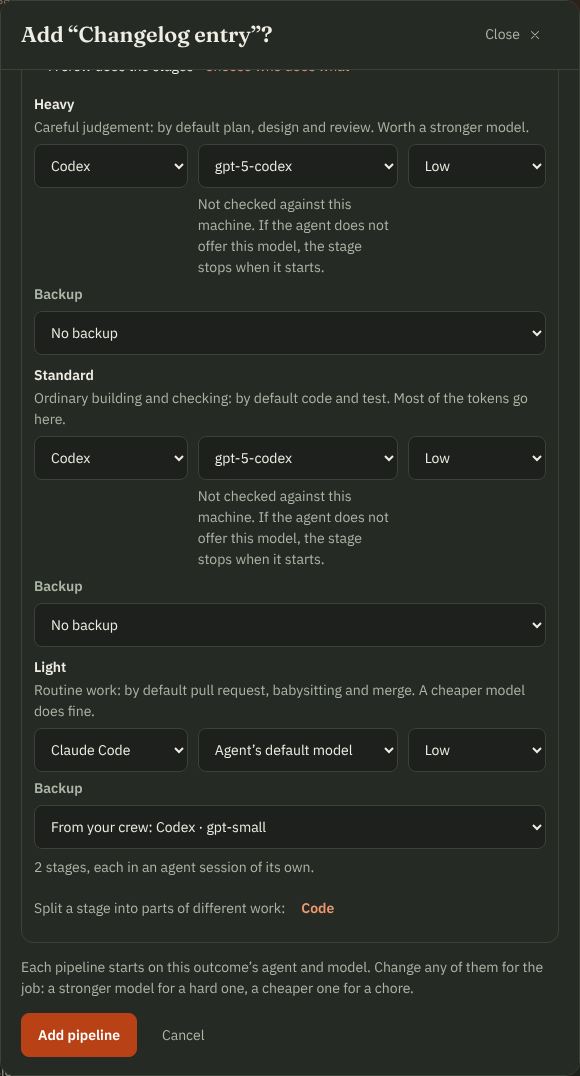 Add “Changelog entry”?
Close
Heavy
Careful judgement: by default plan, design and review. Worth a stronger model.
Codex
gpt-5-codex
Low
Not checked against this
machine. If the agent does not
offer this model, the stage
stops when it starts.
Backup
No backup
Standard
Ordinary building and checking: by default code and test. Most of the tokens go
here.
Codex
gpt-5-codex
Low
Not checked against this
machine. If the agent does not
offer this model, the stage
stops when it starts.
Backup
No backup
Light
Routine work: by default pull request, babysitting and merge. A cheaper model
does fine.
Claude Code
Agent’s default model
Low
Backup
From your crew: Codex · gpt-small
2 stages, each in an agent session of its own.
Split a stage into parts of different work: Code
Each pipeline starts on this outcome’s agent and model. Change any of them for the
job: a stronger model for a hard one, a cheaper one for a chore.
Add pipeline
Cancel